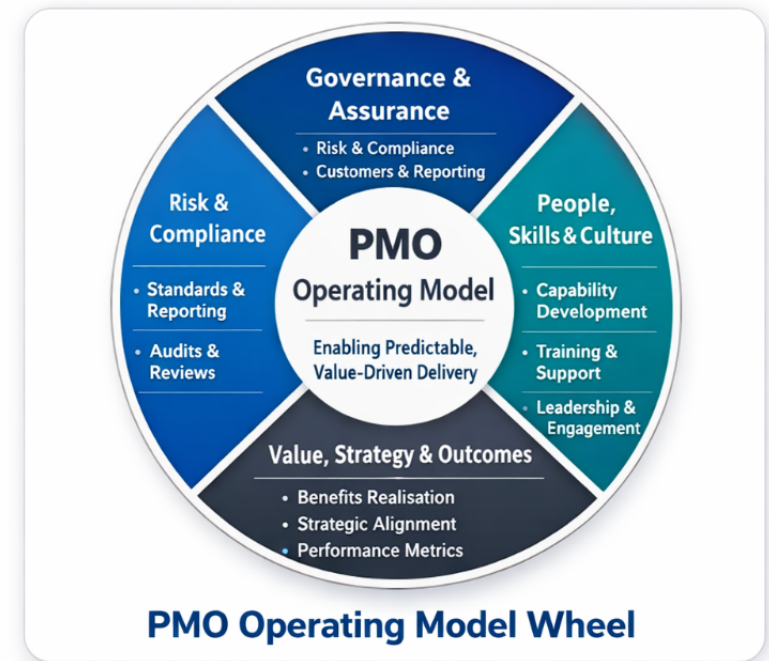 Governance &
Assurance
• Risk & Compliance
• Customers & Reporting
Risk &
Compliance
• Standards &
Reporting
• Audits &
Reviews
PMO
Operating Model
Enabling Predictable,
Value-Driven Delivery
People,
Skills & Culture
• Capability
Development
• Training &
Support
• Leadership &
Engagement
Value, Strategy & Outcomes
• Benefits Realisation
• Strategic Alignment
• Performance Metrics
PMO Operating Model Wheel